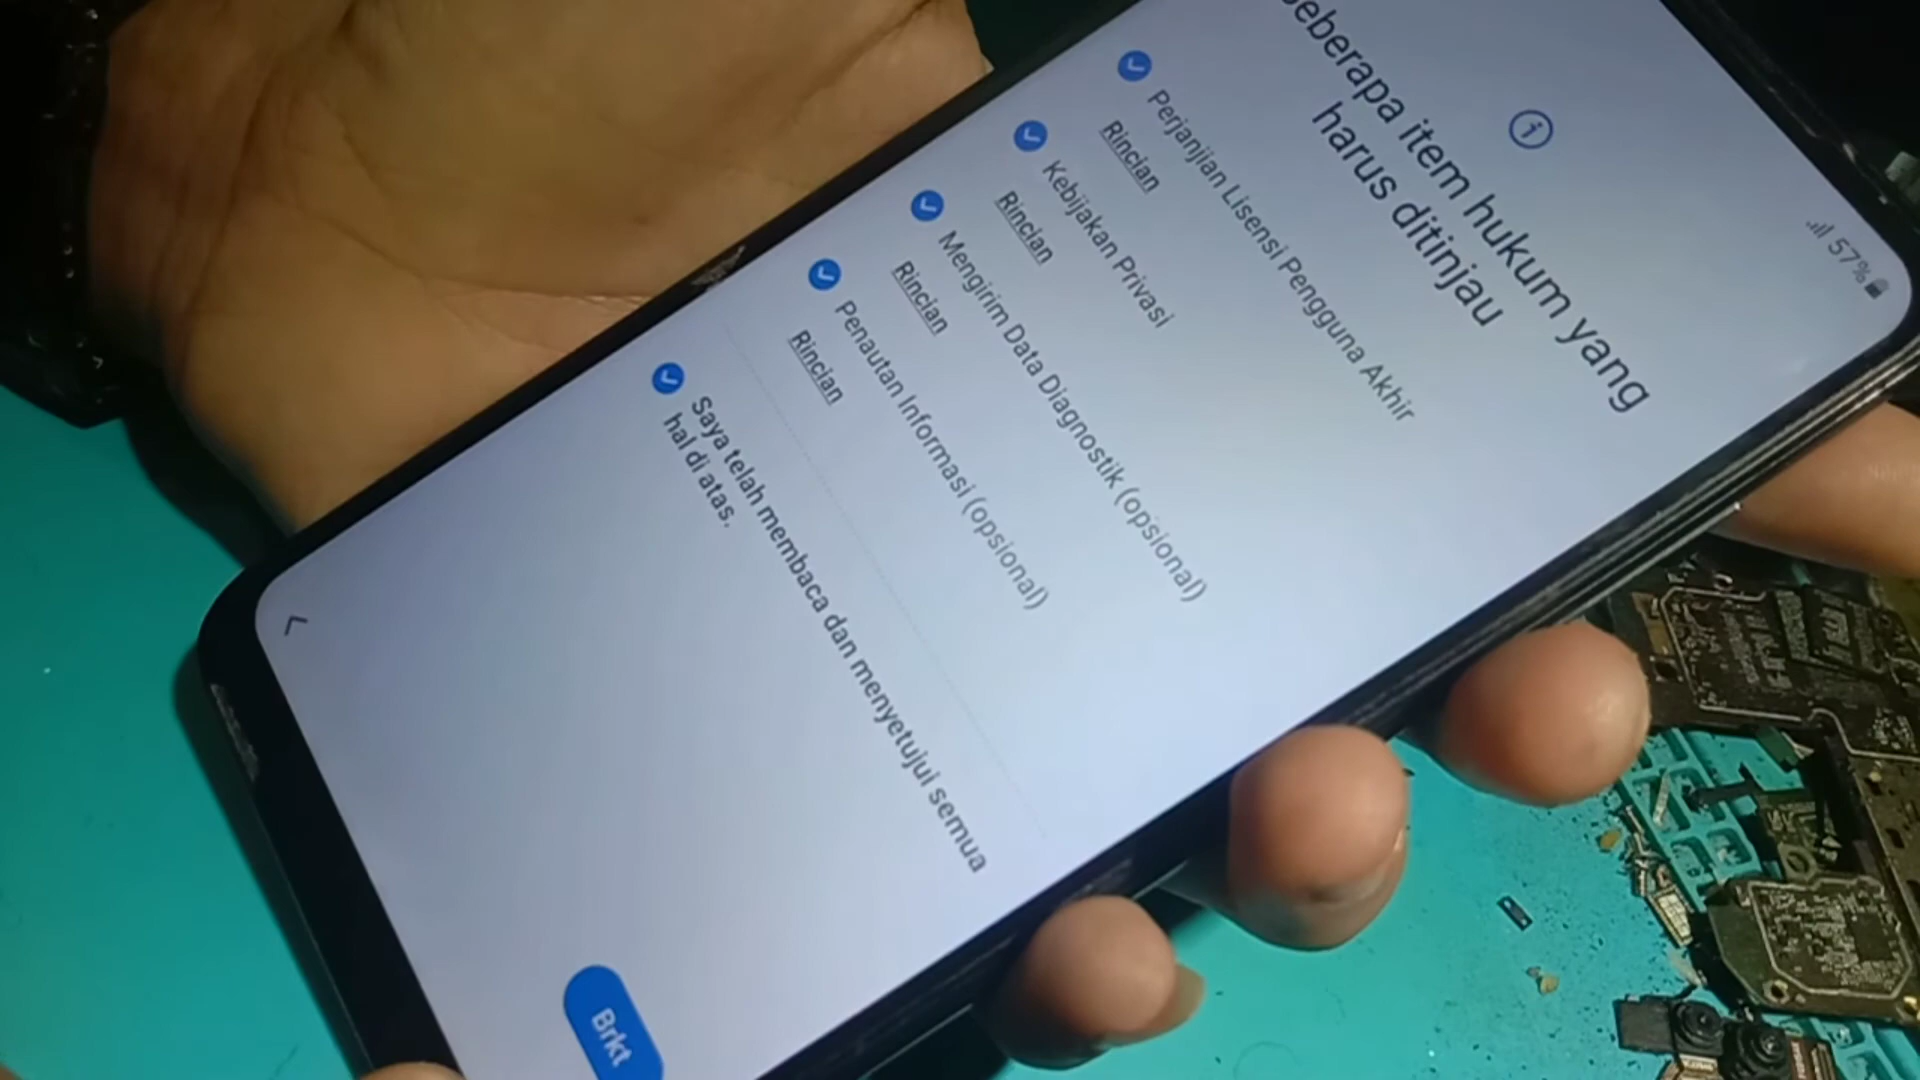 57%
beberapa item hukum yang
harus ditinjau
Perjanjian Lisensi Pengguna Akhir
Rincian
Kebijakan Privasi
Rincian
Mengirim Data Diagnostik (opsional)
Rincian
Penautan Informasi (opsional)
Rincian
Saya telah membaca dan menyetujui semua
hal di atas.
Brkt